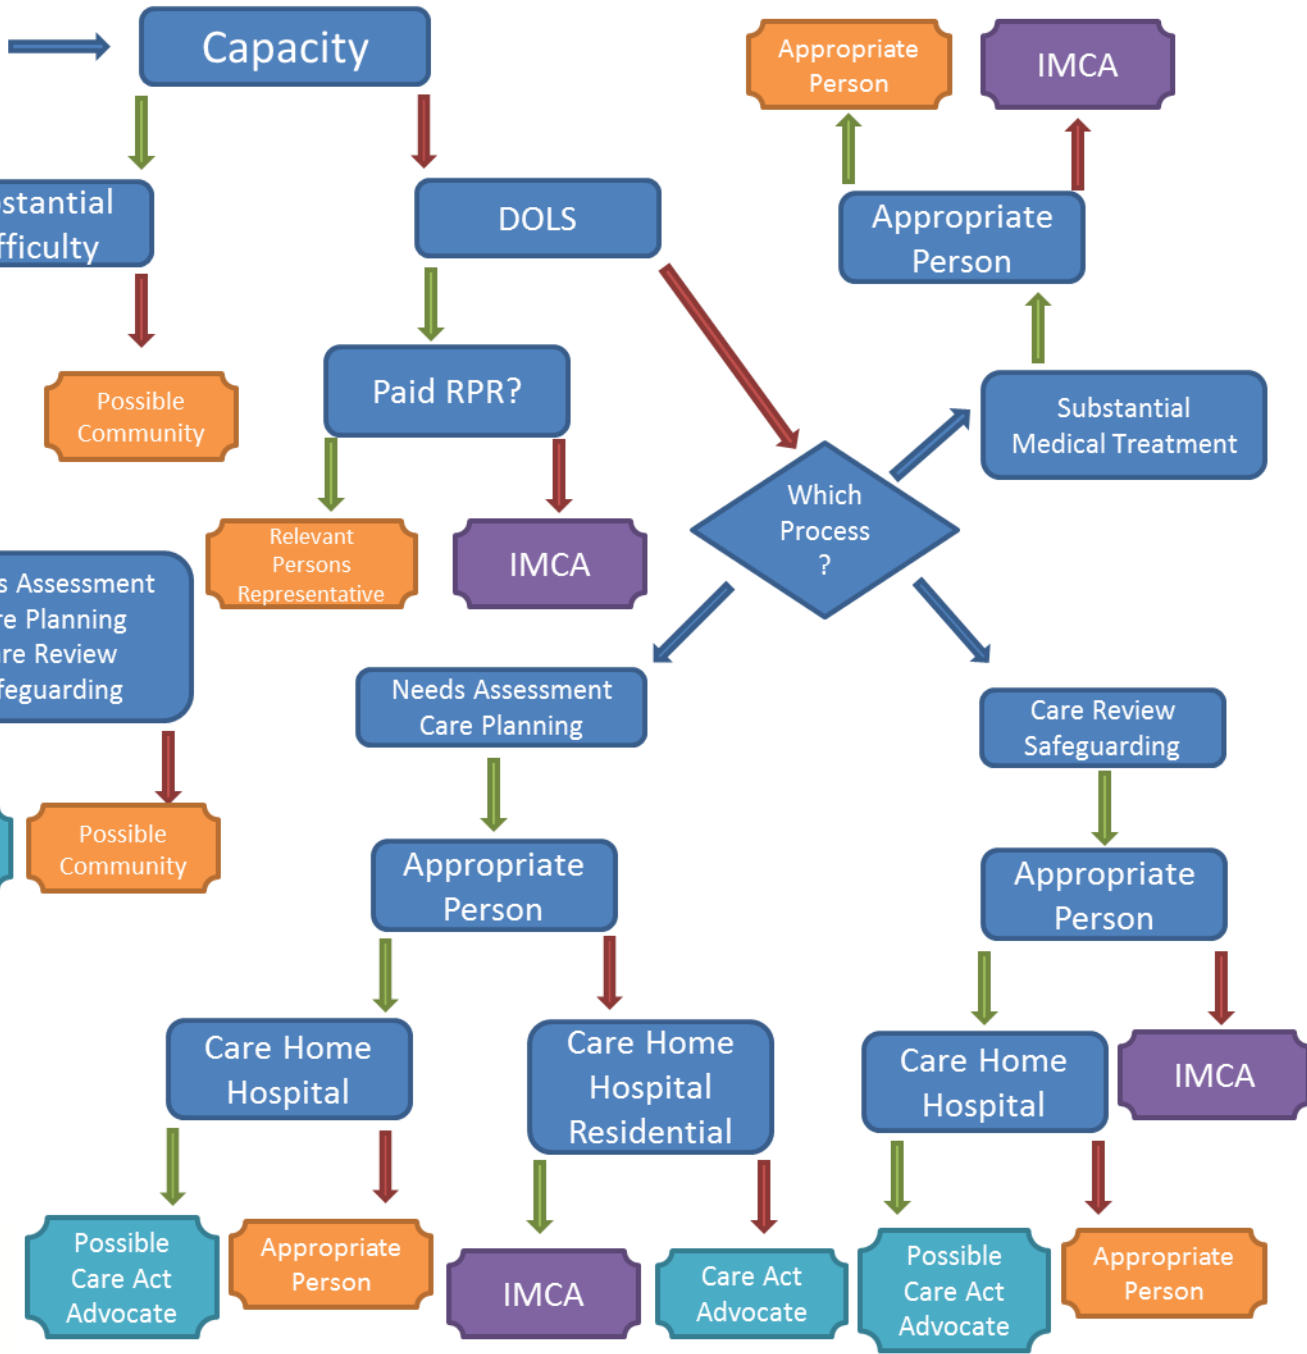 Capacity
Appropriate
Person
IMCA
stantial
fficulty
DOLS
Appropriate
Person
Possible
Community
Paid RPR?
Substantial
Medical Treatment
Which
Process
?
Relevant
Persons
Representative
IMCA
s Assessment
re Planning
are Review
feguarding
Needs Assessment
Care Planning
Care Review
Safeguarding
Possible
Community
Appropriate
Person
Appropriate
Person
Care Home
Hospital
Care Home
Hospital
Residential
Care Home
Hospital
IMCA
Possible
Care Act
Advocate
Appropriate
Person
IMCA
Care Act
Advocate
Possible
Care Act
Advocate
Appropriate
Person